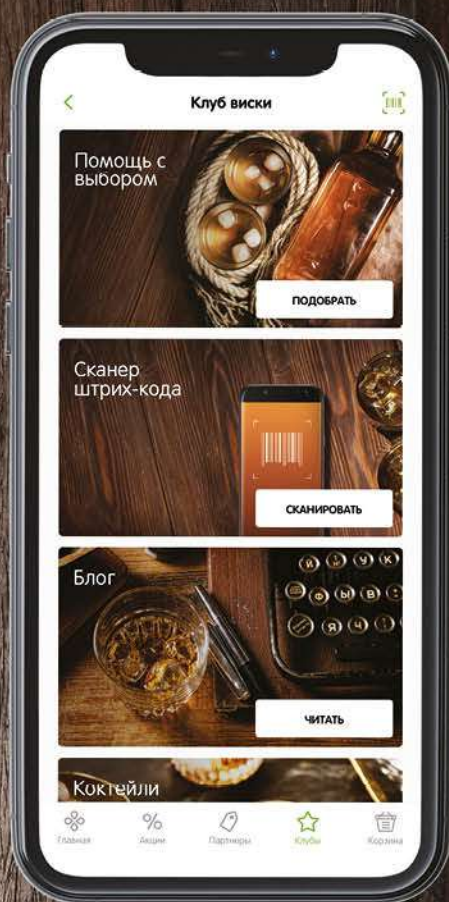 Клуб виски
Помощь с
выбором
ПОДОБРАТЬ
Сканер
штрих-кода
СКАНИРОВАТЬ
Блог
Й У К
Ф Ы В
Я Ч
ЧИТАТЬ
Коктейли
Главная
Акции
Партнеры
Клубы
Корзина